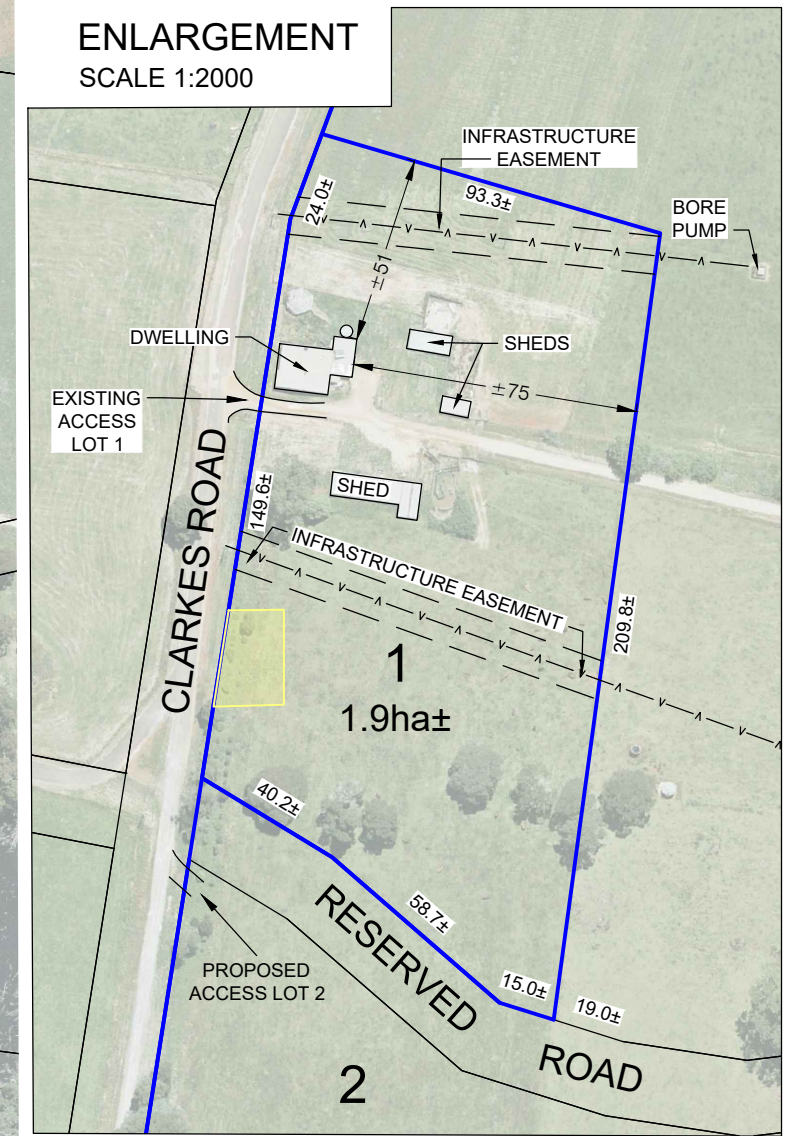 ENLARGEMENT
SCALE 1:2000
INFRASTRUCTURE
EASEMENT
93.3±
24.0±
BORE
PUMP
±51
DWELLING
SHEDS
±75
EXISTING
ACCESS
LOT 1
CLARKES ROAD
149.6±
SHED
INFRASTRUCTURE EASEMENT
209.8±
1
1.9ha±
40.2±
58.7±
RESERVED
ROAD
15.0±
19.0±
PROPOSED
ACCESS LOT 2
2